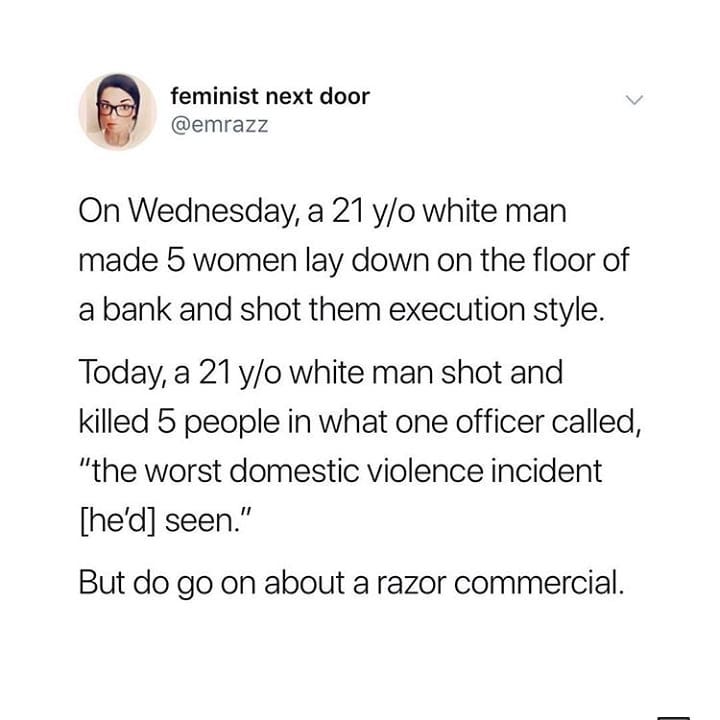 feminist next door
@emrazz
On Wednesday, a 21 y/o white man
made 5 women lay down on the floor of
a bank and shot them execution style.
Today, a 21 y/o white man shot and
killed 5 people in what one officer called,
"the worst domestic violence incident
[he'd] seen."
But do go on about a razor commercial.